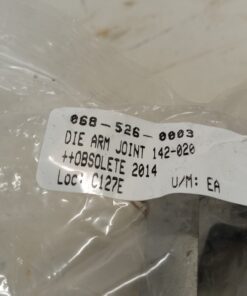 068-526-0003
DIE ARM JOINT 142-020
++OBSOLETE 2014
Loc: C127E U/M: EA